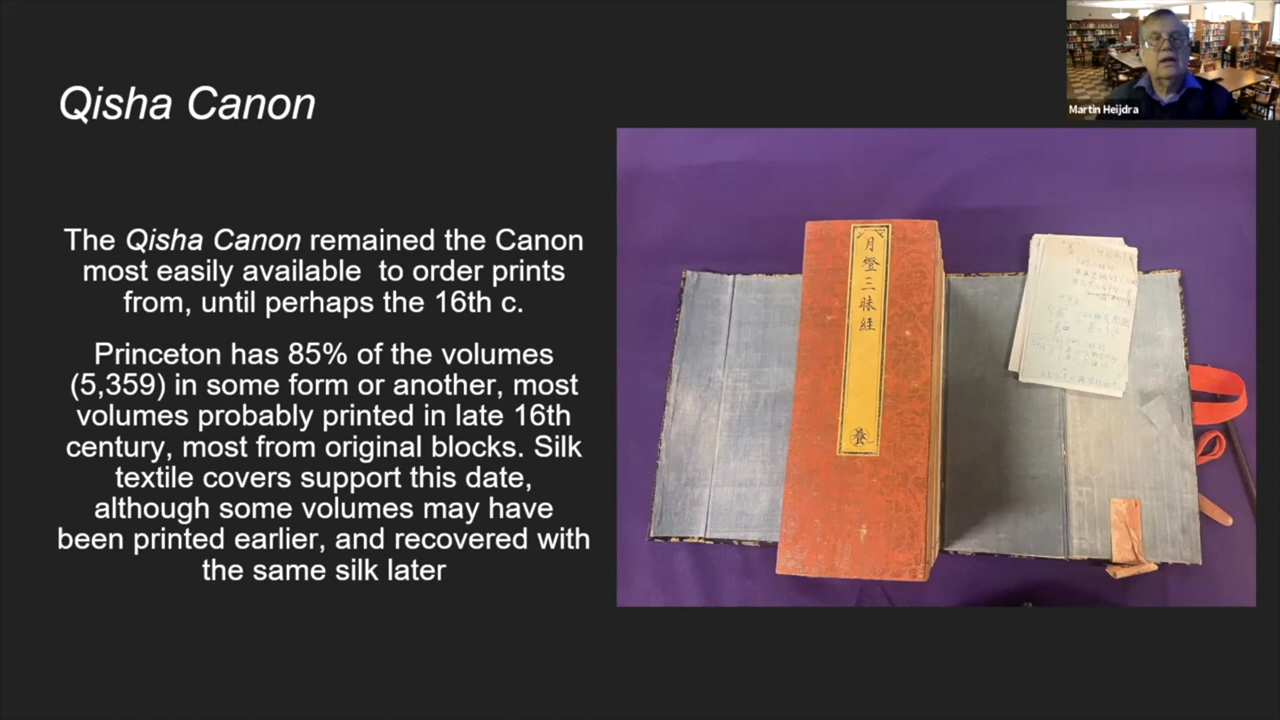 Qisha Canon
The Qisha Canon remained the Canon
most easily available to order prints
from, until perhaps the 16th c.
Princeton has 85% of the volumes
(5,359) in some form or another, most
volumes probably printed in late 16th
century, most from original blocks. Silk
textile covers support this date,
although some volumes may have
been printed earlier, and recovered with
the same silk later
Martin Heijdra
月燈三昧經